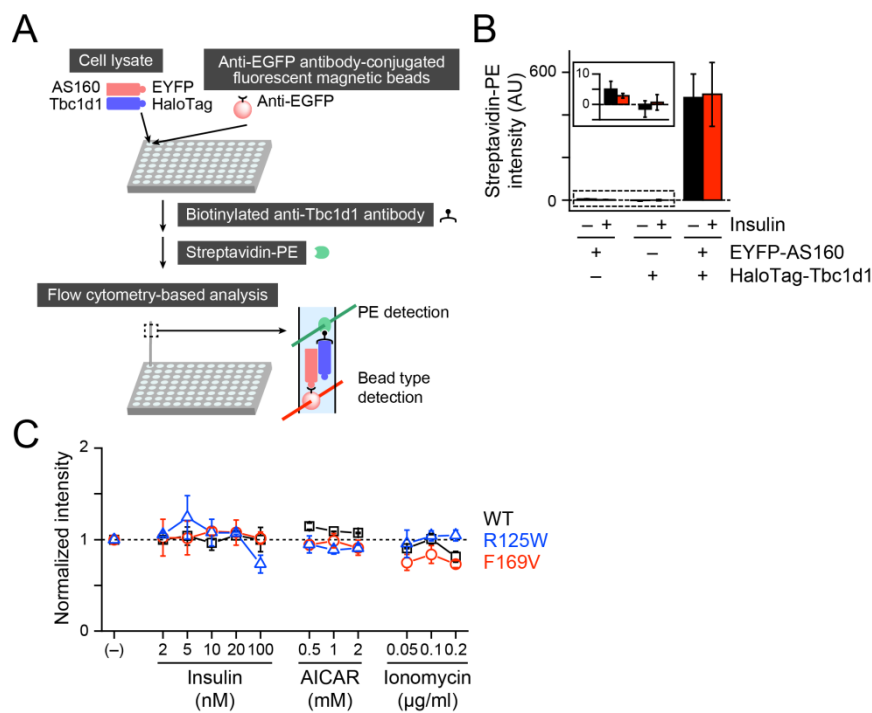 A
Cell lysate
AS160
EYFP
Tbc1d1
HaloTag
Anti-EGFP antibody-conjugated
fluorescent magnetic beads
Anti-EGFP
Biotinylated anti-Tbc1d1 antibody
Streptavidin-PE
Flow cytometry-based analysis
PE detection
Bead type
detection
B
Streptavidin-PE
intensity (AU)
600
0
10
0
– + – + – + Insulin
+ – + EYFP-AS160
– + + HaloTag-Tbc1d1
C
Normalized intensity
2
1
0
WT
R125W
F169V
(–) 2 5 10 20 100 0.5 1 2 0.05 0.1 0.2
Insulin AICAR Ionomycin
(nM) (mM) (µg/ml)